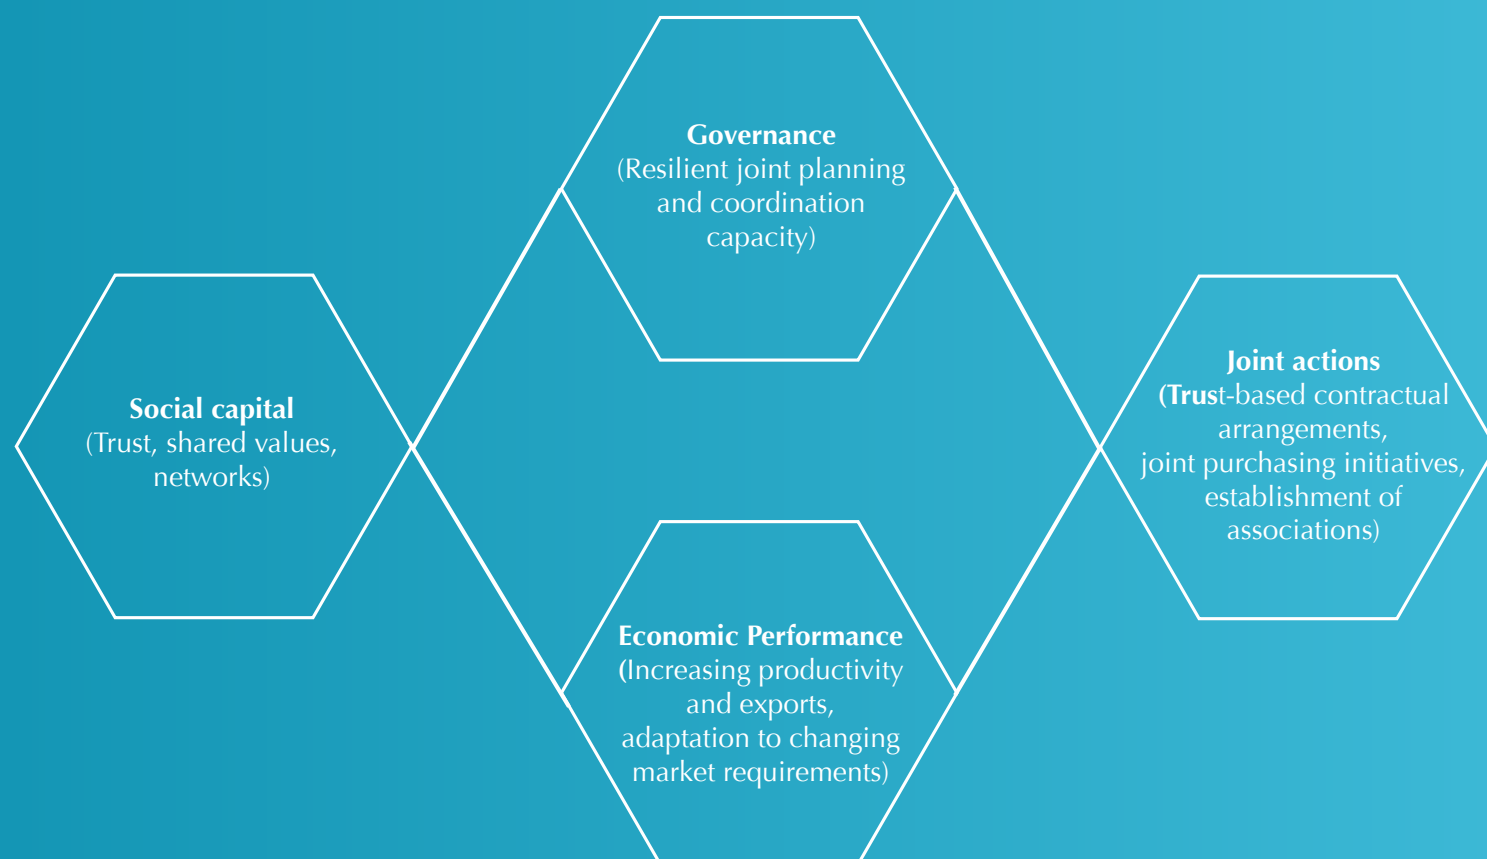 Governance
(Resilient joint planning
and coordination
capacity)
Social capital
(Trust, shared values,
networks)
Joint actions
(Trust-based contractual
arrangements,
joint purchasing initiatives,
establishment of
associations)
Economic Performance
(Increasing productivity
and exports,
adaptation to changing
market requirements)